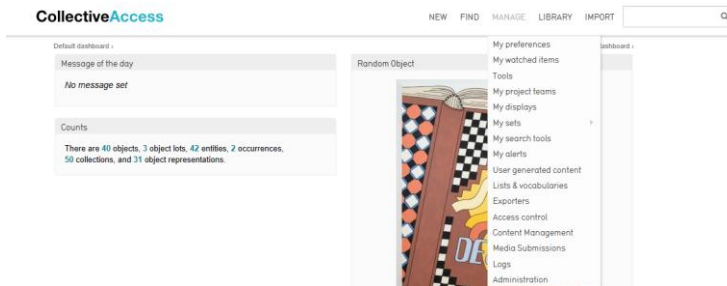 CollectiveAccess
NEW FIND MANAGE LIBRARY IMPORT
Default dashboard ›
Message of the day
No message set
Counts
There are 40 objects, 3 object lots, 42 entities, 2 occurrences,
50 collections, and 31 object representations.
Random Object
DE
ashboard ›
My preferences
My watched items
Tools
My project teams
My displays
My sets
My search tools
My alerts
User generated content
Lists & vocabularies
Exporters
Access control
Content Management
Media Submissions
Logs
Administration